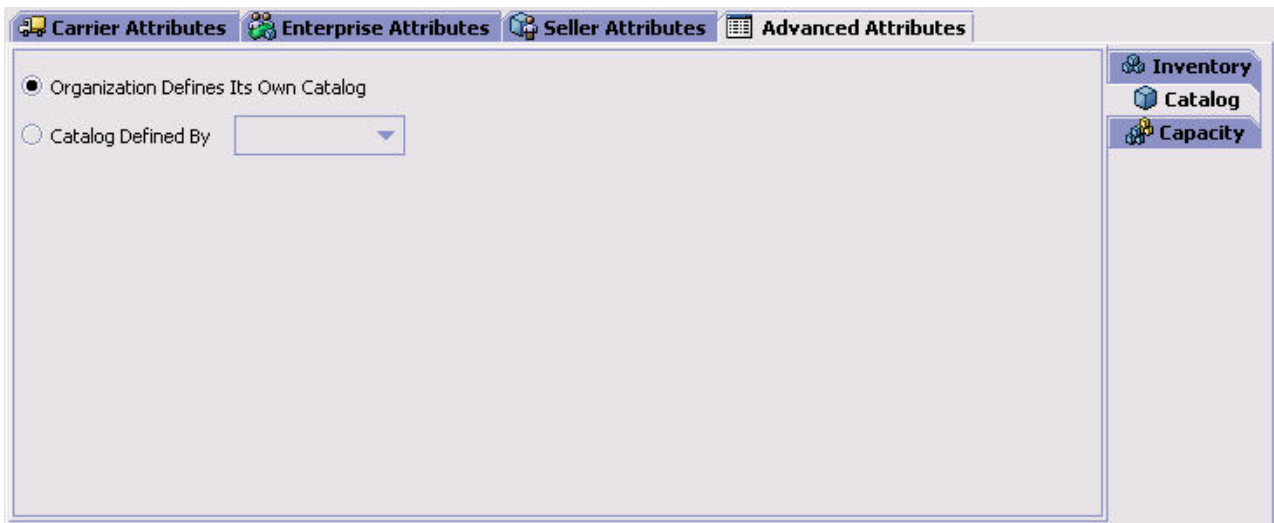 Carrier Attributes Enterprise Attributes Seller Attributes Advanced Attributes
Organization Defines Its Own Catalog
Catalog Defined By
Inventory
Catalog
Capacity